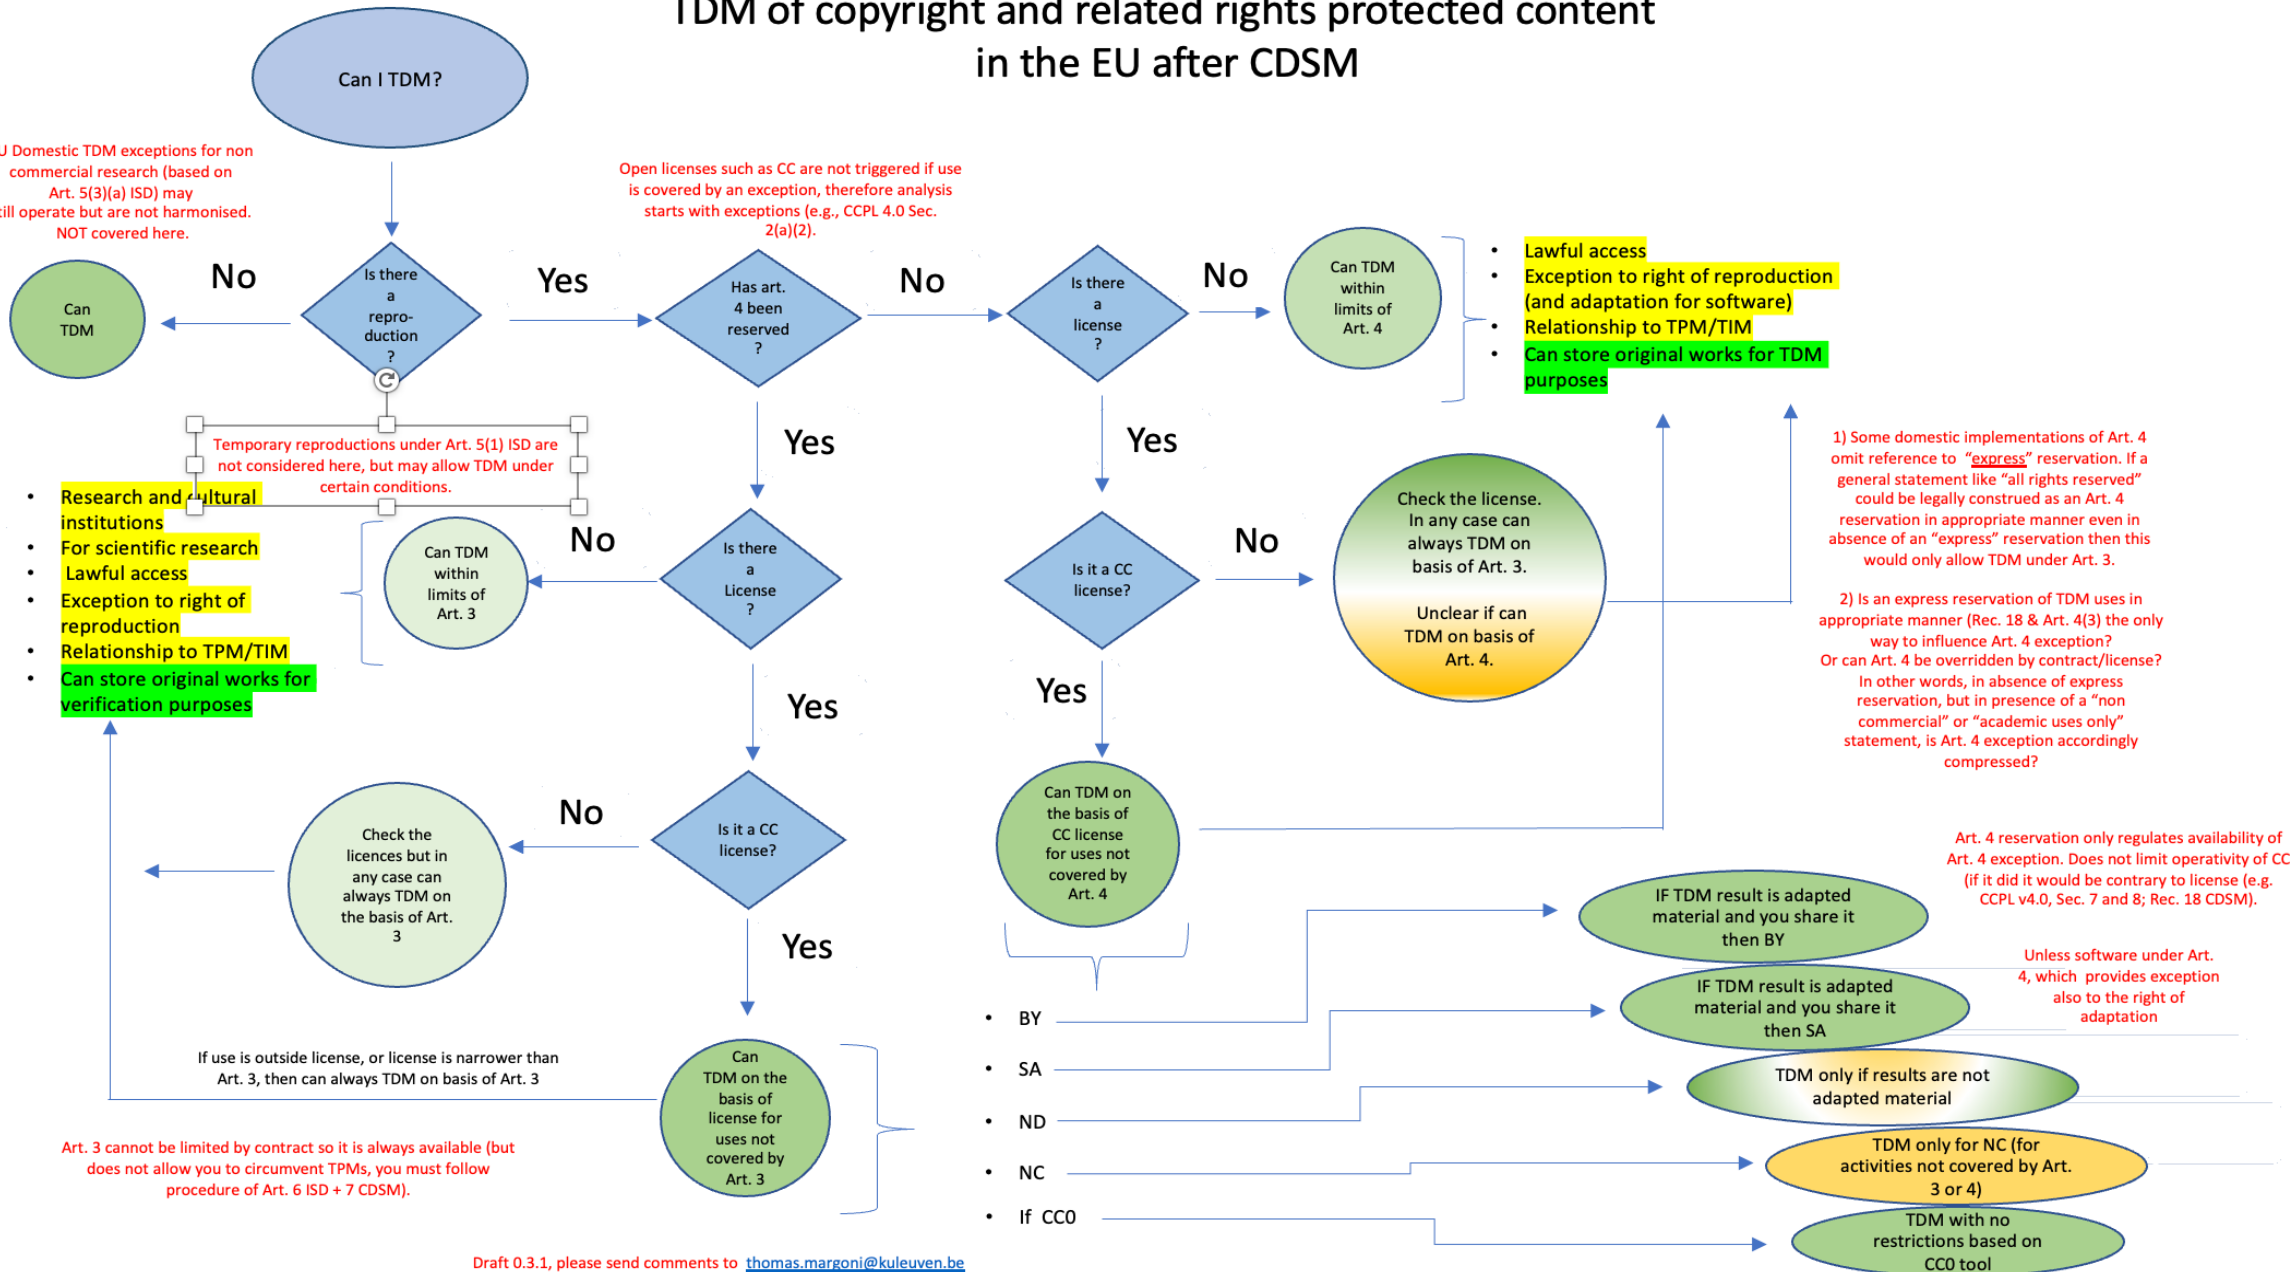 TDM of copyright and related rights protected content
in the EU after CDSM
Can I TDM?
U Domestic TDM exceptions for non
commercial research (based on
Art. 5(3)(a) ISD) may
till operate but are not harmonised.
NOT covered here.
Open licenses such as CC are not triggered if use
is covered by an exception, therefore analysis
starts with exceptions (e.g., CCPL 4.0 Sec.
2(a)(2).
Can
TDM
No
Is there
a
repro-
duction
?
Yes
Has art.
4 been
reserved
?
No
Is there
a
license
?
No
Can TDM
within
limits of
Art. 4
• Lawful access
• Exception to right of reproduction
(and adaptation for software)
• Relationship to TPM/TIM
• Can store original works for TDM
purposes
Temporary reproductions under Art. 5(1) ISD are
not considered here, but may allow TDM under
certain conditions.
Yes
Yes
• Research and cultural
institutions
• For scientific research
• Lawful access
• Exception to right of
reproduction
• Relationship to TPM/TIM
• Can store original works for
verification purposes
Can TDM
within
limits of
Art. 3
No
Is there
a
License
?
Is it a CC
license?
No
Check the license.
In any case can
always TDM on
basis of Art. 3.
Unclear if can
TDM on basis of
Art. 4.
1) Some domestic implementations of Art. 4
omit reference to “express” reservation. If a
general statement like “all rights reserved”
could be legally construed as an Art. 4
reservation in appropriate manner even in
absence of an “express” reservation then this
would only allow TDM under Art. 3.
2) Is an express reservation of TDM uses in
appropriate manner (Rec. 18 & Art. 4(3) the only
way to influence Art. 4 exception?
Or can Art. 4 be overridden by contract/license?
In other words, in absence of express
reservation, but in presence of a “non
commercial” or “academic uses only”
statement, is Art. 4 exception accordingly
compressed?
Yes
Yes
Check the
licences but in
any case can
always TDM on
the basis of Art.
3
No
Is it a CC
license?
Can TDM on
the basis of
CC license
for uses not
covered by
Art. 4
Yes
Art. 4 reservation only regulates availability of
Art. 4 exception. Does not limit operativity of CC
(if it did it would be contrary to license (e.g.
CCPL v4.0, Sec. 7 and 8; Rec. 18 CDSM).
Unless software under Art.
4, which provides exception
also to the right of
adaptation
If use is outside license, or license is narrower than
Art. 3, then can always TDM on basis of Art. 3
Can
TDM on the
basis of
license for
uses not
covered by
Art. 3
Art. 3 cannot be limited by contract so it is always available (but
does not allow you to circumvent TPMs, you must follow
procedure of Art. 6 ISD + 7 CDSM).
• BY
• SA
• ND
• NC
• If CC0
IF TDM result is adapted
material and you share it
then BY
IF TDM result is adapted
material and you share it
then SA
TDM only if results are not
adapted material
TDM only for NC (for
activities not covered by Art.
3 or 4)
TDM with no
restrictions based on
CC0 tool
Draft 0.3.1, please send comments to thomas.margoni@kuleuven.be